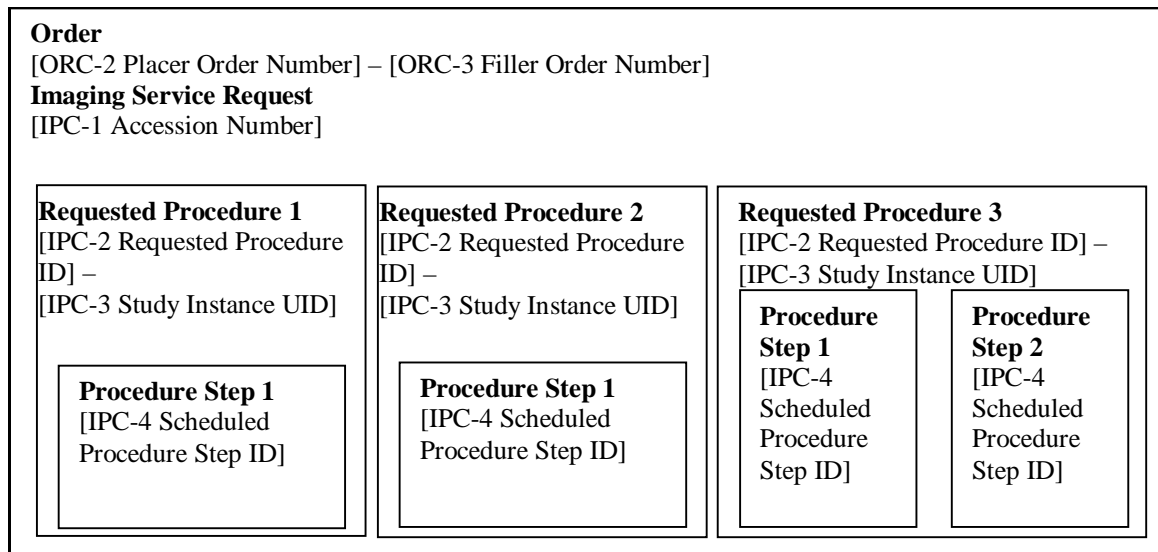 Order
[ORC-2 Placer Order Number] – [ORC-3 Filler Order Number]
Imaging Service Request
[IPC-1 Accession Number]
Requested Procedure 1
[IPC-2 Requested Procedure
ID] –
[IPC-3 Study Instance UID]
Procedure Step 1
[IPC-4 Scheduled
Procedure Step ID]
Requested Procedure 2
[IPC-2 Requested Procedure
ID] –
[IPC-3 Study Instance UID]
Procedure Step 1
[IPC-4 Scheduled
Procedure Step ID]
Requested Procedure 3
[IPC-2 Requested Procedure ID] –
[IPC-3 Study Instance UID]
Procedure
Step 1
[IPC-4
Scheduled
Procedure
Step ID]
Procedure
Step 2
[IPC-4
Scheduled
Procedure
Step ID]